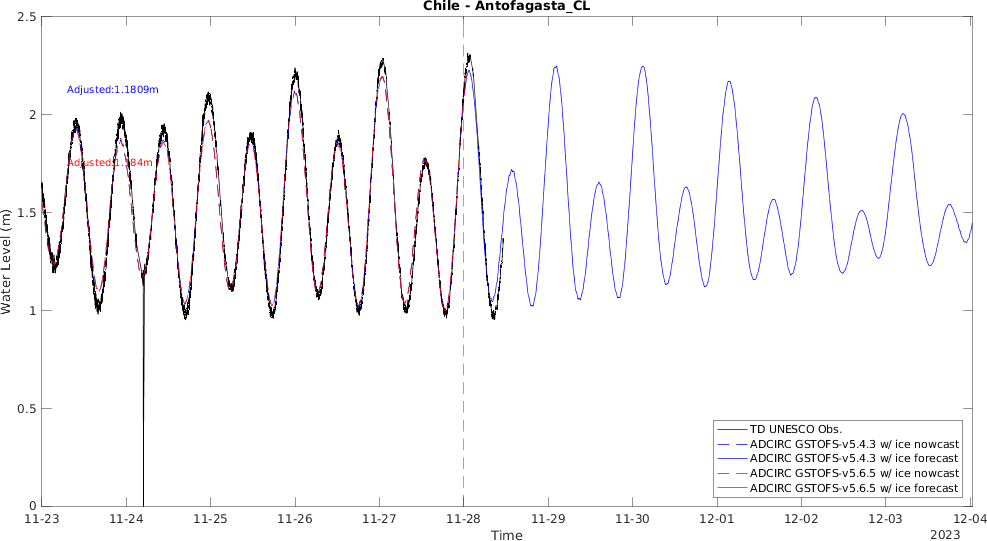 Chile - Antofagasta_CL
2.5
2
1.5
1
0.5
0
Water Level (m)
Adjusted:1.1809m
Adjusted:1.184m
TD UNESCO Obs.
ADCIRC GSTOFS-v5.4.3 w/ ice nowcast
ADCIRC GSTOFS-v5.4.3 w/ ice forecast
ADCIRC GSTOFS-v5.6.5 w/ ice nowcast
ADCIRC GSTOFS-v5.6.5 w/ ice forecast
11-23 11-24 11-25 11-26 11-27 11-28 11-29 11-30 12-01 12-02 12-03 12-04
Time
2023